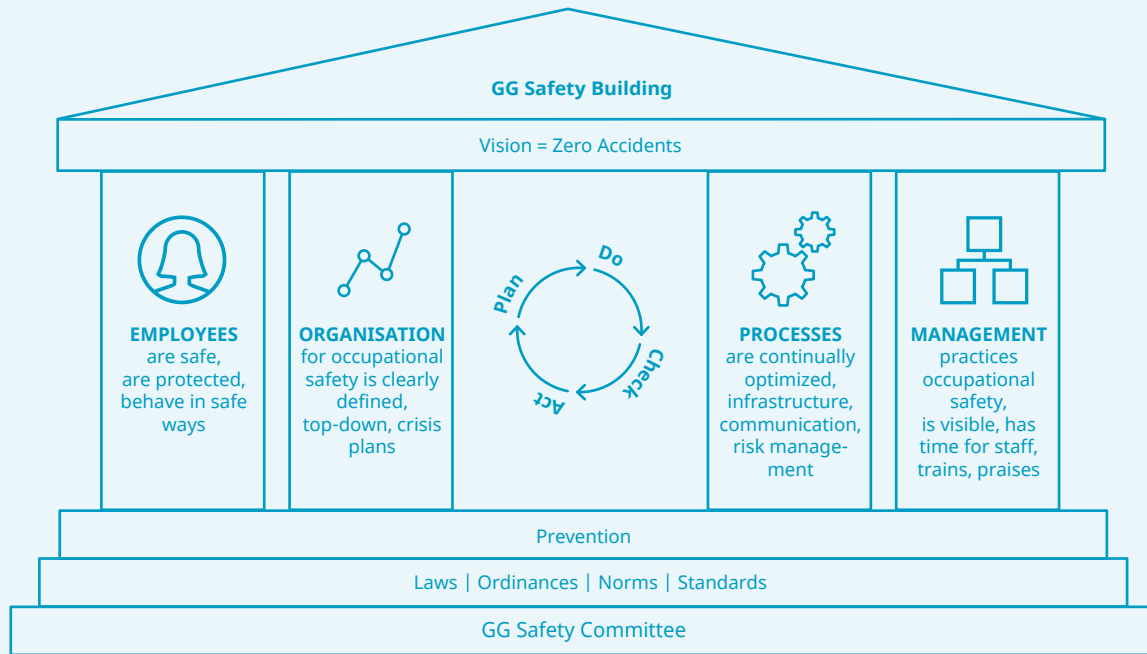 GG Safety Building
Vision = Zero Accidents
EMPLOYEES
are safe,
are protected,
behave in safe
ways
ORGANISATION
for occupational
safety is clearly
defined,
top-down, crisis
plans
Plan
Do
Check
Act
PROCESSES
are continually
optimized,
infrastructure,
communication,
risk manage-
ment
MANAGEMENT
practices
occupational
safety,
is visible, has
time for staff,
trains, praises
Prevention
Laws | Ordinances | Norms | Standards
GG Safety Committee